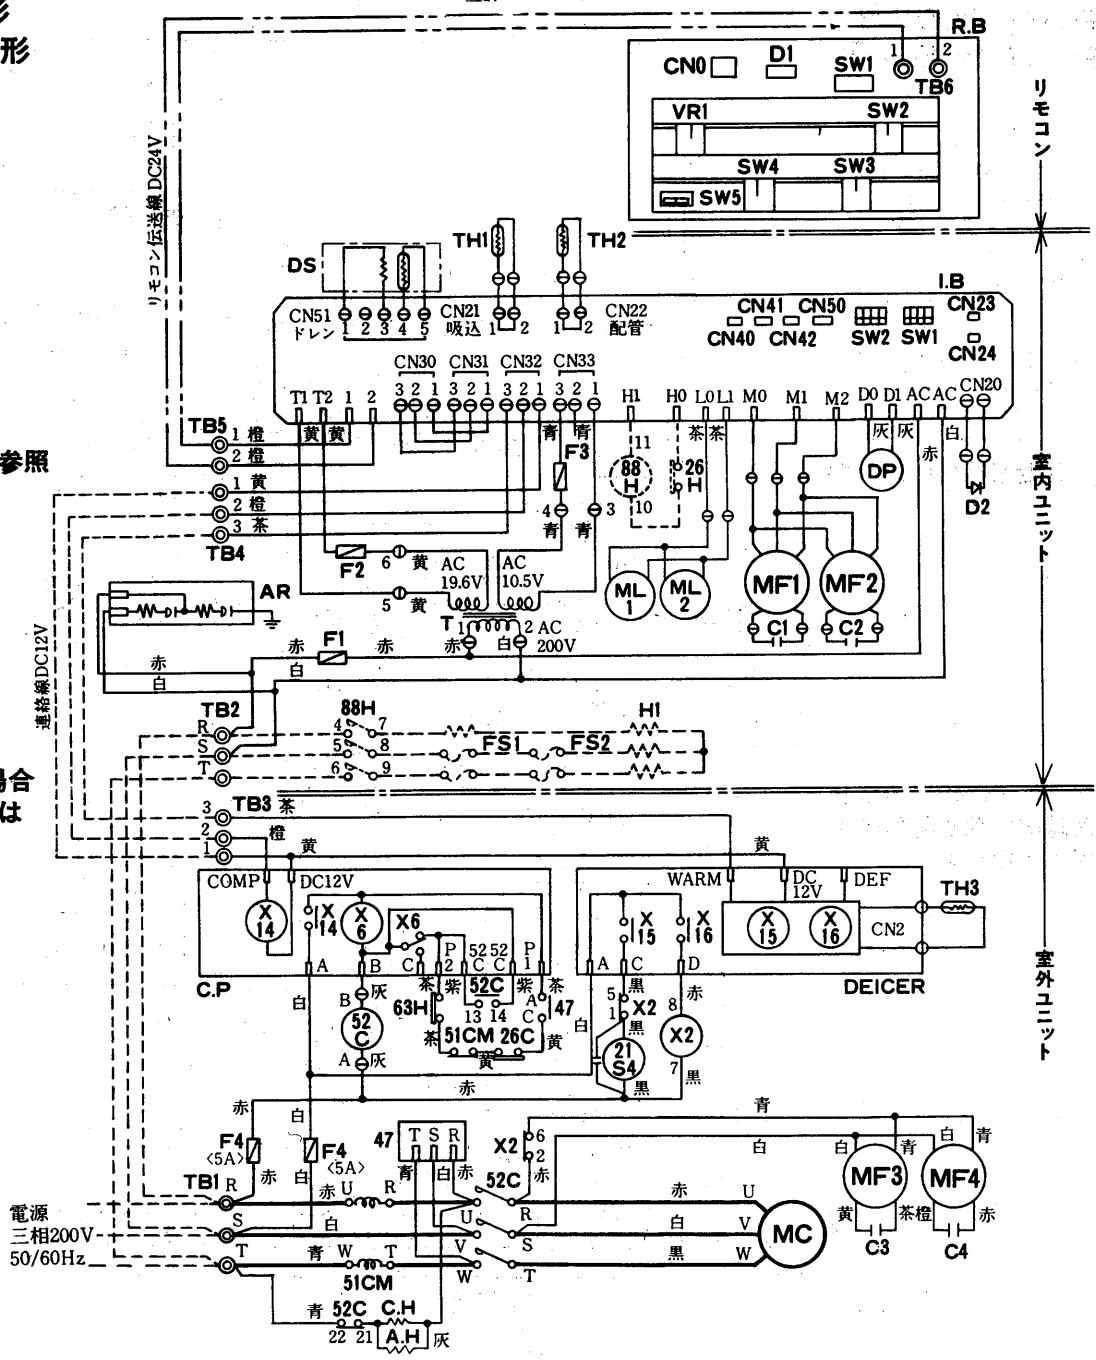 形
R.B
1 2
CN0 D1 SW1
TB6
VR1 SW2
SW4 SW3
SW5
リモコン
リモコン伝送線DC24V
DS TH1 TH2
I.B
CN51 CN21 CN22
ドレン 吸込 配管
1 2 3 4 5 1 2 1 2
CN41 CN50 CN23
CN40 CN42 SW2 SW1
CN24
CN30 CN31 CN32 CN33
3 2 1 3 2 1 3 2 1 3 2 1
T1 T2 1 2 H1 H0 L0 L1 M0 M1 M2 D0 D1 AC AC CN20
TB5
1 橙 黄 黄 青 青 茶 茶 灰 灰 赤 白
2 橙
参照
F3 11 88H 26H 10 DP D2
1 黄
2 橙
3 茶
TB4
4 3
青 青
室内ユニット
F2 6 黄
AC 19.6V AC 10.5V
5 黄
ML1 ML2 MF1 MF2
C1 C2
AR
T 1 2 AC 200V
赤 白
F1
赤 赤
赤 白
白
連絡線DC12V
TB2
R
S
T
88H
4 7
5 8
6 9
FS1 FS2 H1
場合
は
TB3
3 茶
2 橙
1 黄 黄
COMP DC12V
WARM DC 12V DEF TH3
X14 X14 X6 X6
X15 X16 X15 X16 CN2
A B C P2 52C 52C P1
A C D
C.P
DEICER
室外ユニット
白 B 灰 茶 紫 52C 紫 茶
63H 13 14 A C 47
52C
51CM 26C
茶 黄 黄
A 灰
白 黒 5 1 X2 黒 8 赤
21S4 X2
黒 7 黒
赤
赤 白
青
F4 <5A> F4 <5A>
47 T S R
X2 6 2
白 白 青 青
MF3 MF4
赤 白 青 白 赤 赤
TB1
R 赤 U R 52C 赤 U
S 白 U R 白 V
T 青 W T V S 黒 W
W T
MC
黄 茶 橙 赤
C3 C4
電源
三相200V
50/60Hz
51CM
青 52C C.H
22 21 A.H 灰